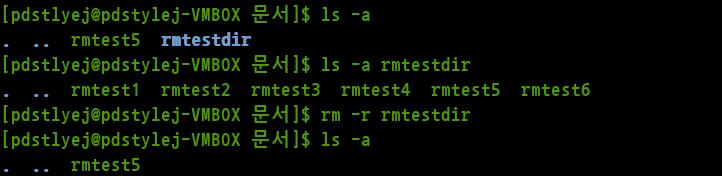 [pdstlyej@pdstylej-VMBOX 문서]$ ls -a
.  ..  rmtest5  rmtestdir
[pdstlyej@pdstylej-VMBOX 문서]$ ls -a rmtestdir
.  ..  rmtest1  rmtest2  rmtest3  rmtest4  rmtest5  rmtest6
[pdstlyej@pdstylej-VMBOX 문서]$ rm -r rmtestdir
[pdstlyej@pdstylej-VMBOX 문서]$ ls -a
.  ..  rmtest5